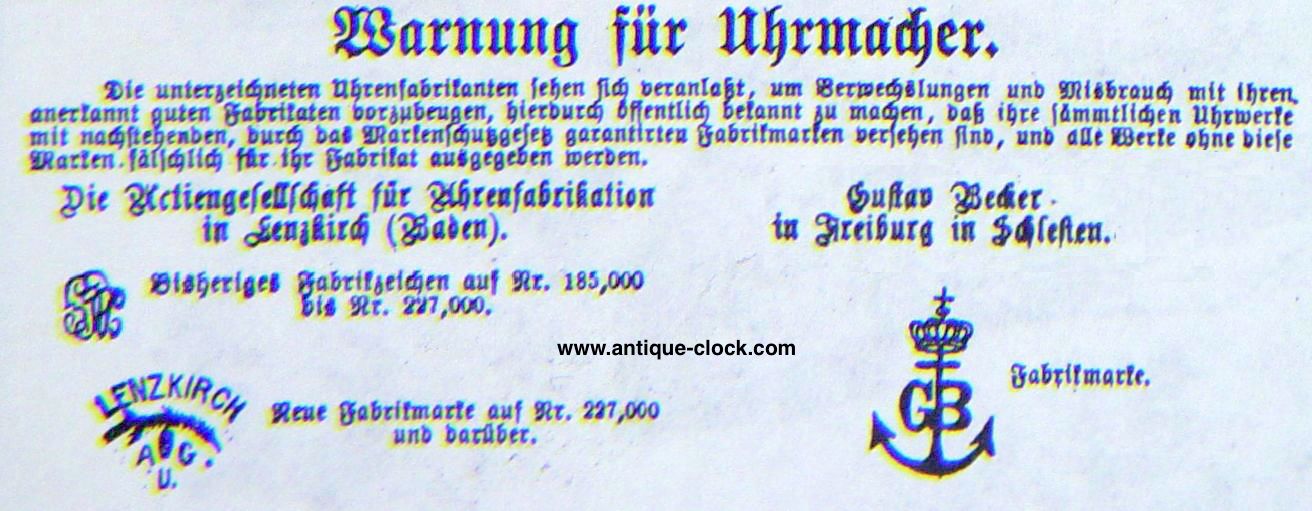 Warnung für Uhrmacher.
Die unterzeichneten Uhrenfabrikanten sehen sich veranlaßt, um Verwechslungen und Misbrauch mit ihren,
anerkannt guten Fabrikaten vorzubeugen, hierdurch öffentlich bekannt zu machen, daß ihre sämmtlichen Uhrwerke
mit nachstehenden, durch das Markenschutzgesetz garantirten Fabrikmarken versehen sind, und alle Werke ohne diese
Marken fälschlich für ihr Fabrikat ausgegeben werden.
Die Actiengesellschaft für Uhrenfabrikation
in Lenzkirch (Baden).
Bisheriges Fabrikzeichen auf Nr. 185,000
bis Nr. 227,000.
LENZKIRCH
A G.
U.
Neue Fabrikmarke auf Nr. 227,000
und darüber.
Gustav Becker
in Freiburg in Schlesien.
GB
Fabrikmarke.
www.antique-clock.com